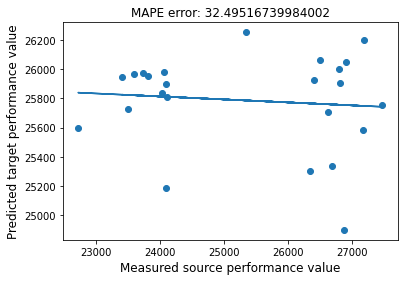 MAPE error: 32.49516739984002
Predicted target performance value
26200
26000
25800
25600
25400
25200
25000
23000 24000 25000 26000 27000
Measured source performance value